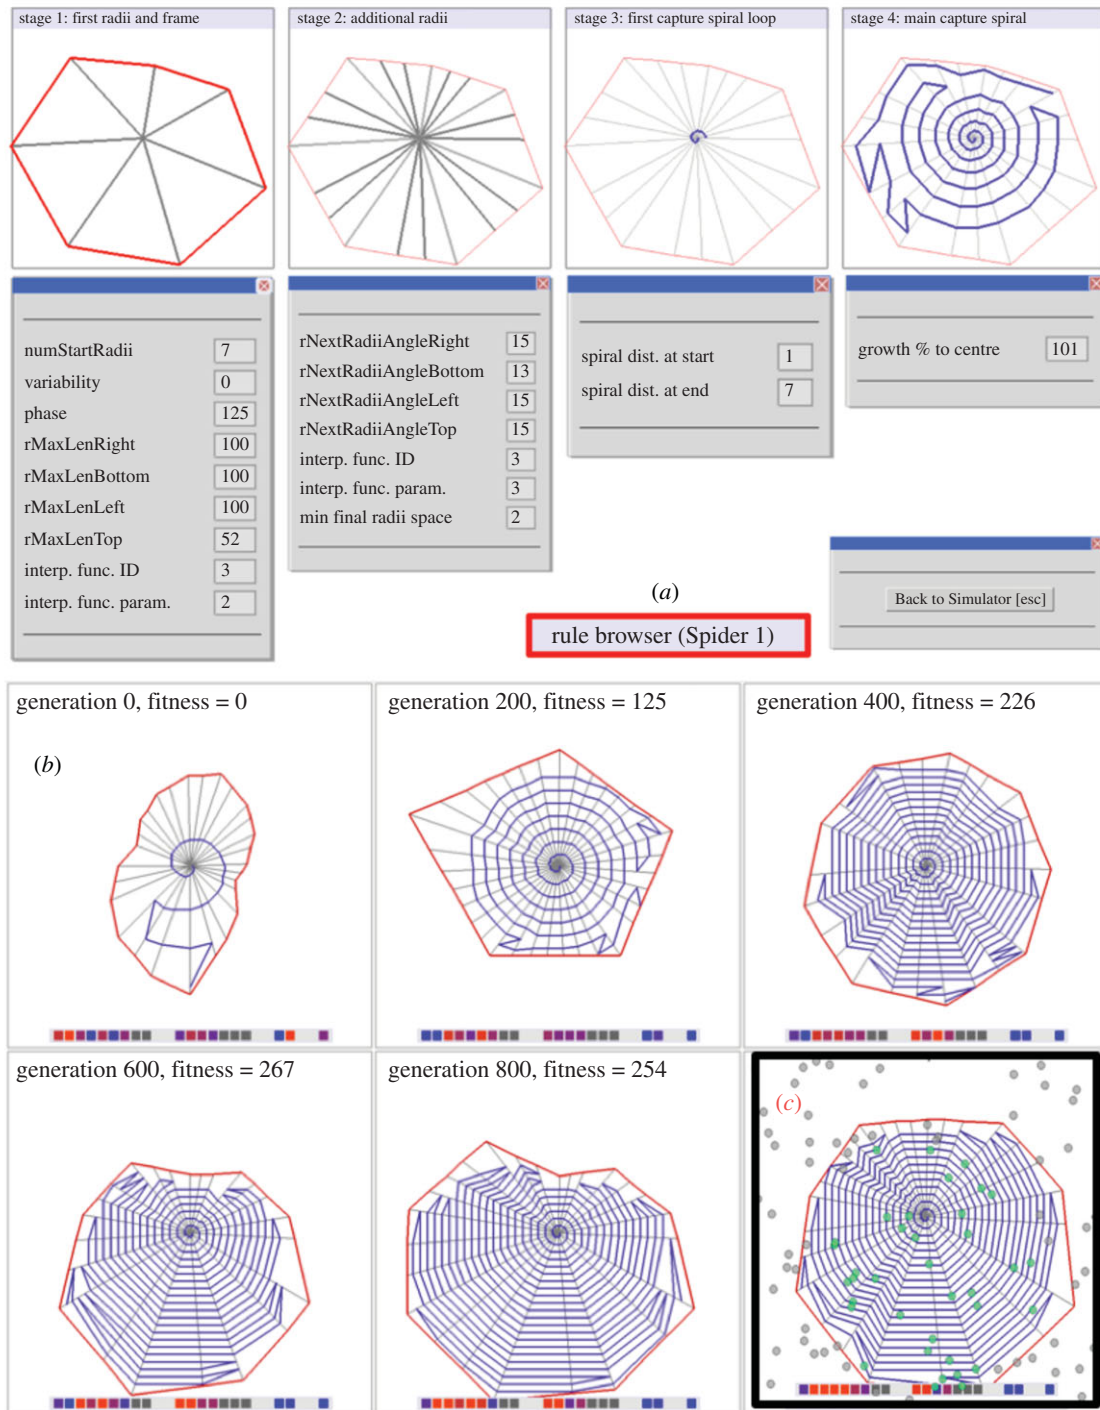 stage 1: first radii and frame
stage 2: additional radii
stage 3: first capture spiral loop
stage 4: main capture spiral
numStartRadii 7
variability 0
phase 125
rMaxLenRight 100
rMaxLenBottom 100
rMaxLenLeft 100
rMaxLenTop 52
interp. func. ID 3
interp. func. param. 2
rNextRadiiAngleRight 15
rNextRadiiAngleBottom 13
rNextRadiiAngleLeft 15
rNextRadiiAngleTop 15
interp. func. ID 3
interp. func. param. 3
min final radii space 2
spiral dist. at start 1
spiral dist. at end 7
growth % to centre 101
Back to Simulator [esc]
(a)
rule browser (Spider 1)
generation 0, fitness = 0
generation 200, fitness = 125
generation 400, fitness = 226
(b)
generation 600, fitness = 267
generation 800, fitness = 254
(c)